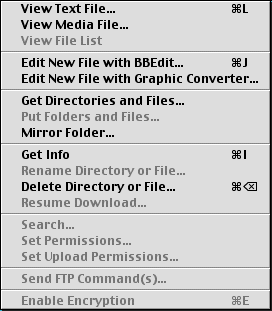 View Text File... ⌘L
View Media File...
View File List
Edit New File with BBEdit... ⌘J
Edit New File with Graphic Converter...
Get Directories and Files...
Put Folders and Files...
Mirror Folder...
Get Info ⌘I
Rename Directory or File...
Delete Directory or File... ⌘⌫
Resume Download...
Search...
Set Permissions...
Set Upload Permissions...
Send FTP Command(s)...
Enable Encryption ⌘E